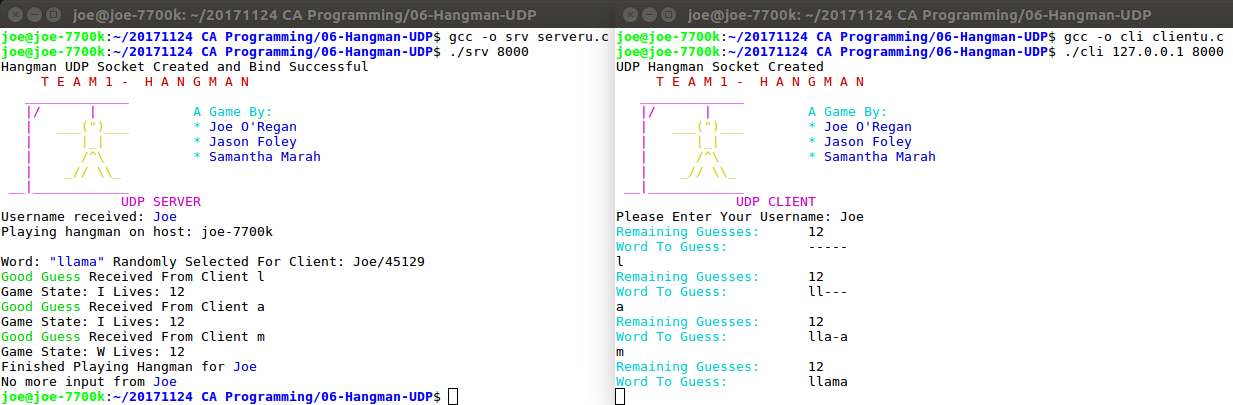 joe@joe-7700k: ~/20171124 CA Programming/06-Hangman-UDP
joe@joe-7700k:~/20171124 CA Programming/06-Hangman-UDP$ gcc -o srv serveru.c
joe@joe-7700k:~/20171124 CA Programming/06-Hangman-UDP$ ./srv 8000
Hangman UDP Socket Created and Bind Successful
T E A M 1 - H A N G M A N
A Game By:
* Joe O'Regan
* Jason Foley
* Samantha Marah
UDP SERVER
Username received: Joe
Playing hangman on host: joe-7700k
Word: "llama" Randomly Selected For Client: Joe/45129
Good Guess Received From Client l
Game State: I Lives: 12
Good Guess Received From Client a
Game State: I Lives: 12
Good Guess Received From Client m
Game State: W Lives: 12
Finished Playing Hangman for Joe
No more input from Joe
joe@joe-7700k:~/20171124 CA Programming/06-Hangman-UDP$
joe@joe-7700k: ~/20171124 CA Programming/06-Hangman-UDP
joe@joe-7700k:~/20171124 CA Programming/06-Hangman-UDP$ gcc -o cli clientu.c
joe@joe-7700k:~/20171124 CA Programming/06-Hangman-UDP$ ./cli 127.0.0.1 8000
UDP Hangman Socket Created
T E A M 1 - H A N G M A N
A Game By:
* Joe O'Regan
* Jason Foley
* Samantha Marah
UDP CLIENT
Please Enter Your Username: Joe
Remaining Guesses: 12
Word To Guess: -----
l
Remaining Guesses: 12
Word To Guess: ll---
a
Remaining Guesses: 12
Word To Guess: lla-a
m
Remaining Guesses: 12
Word To Guess: llama